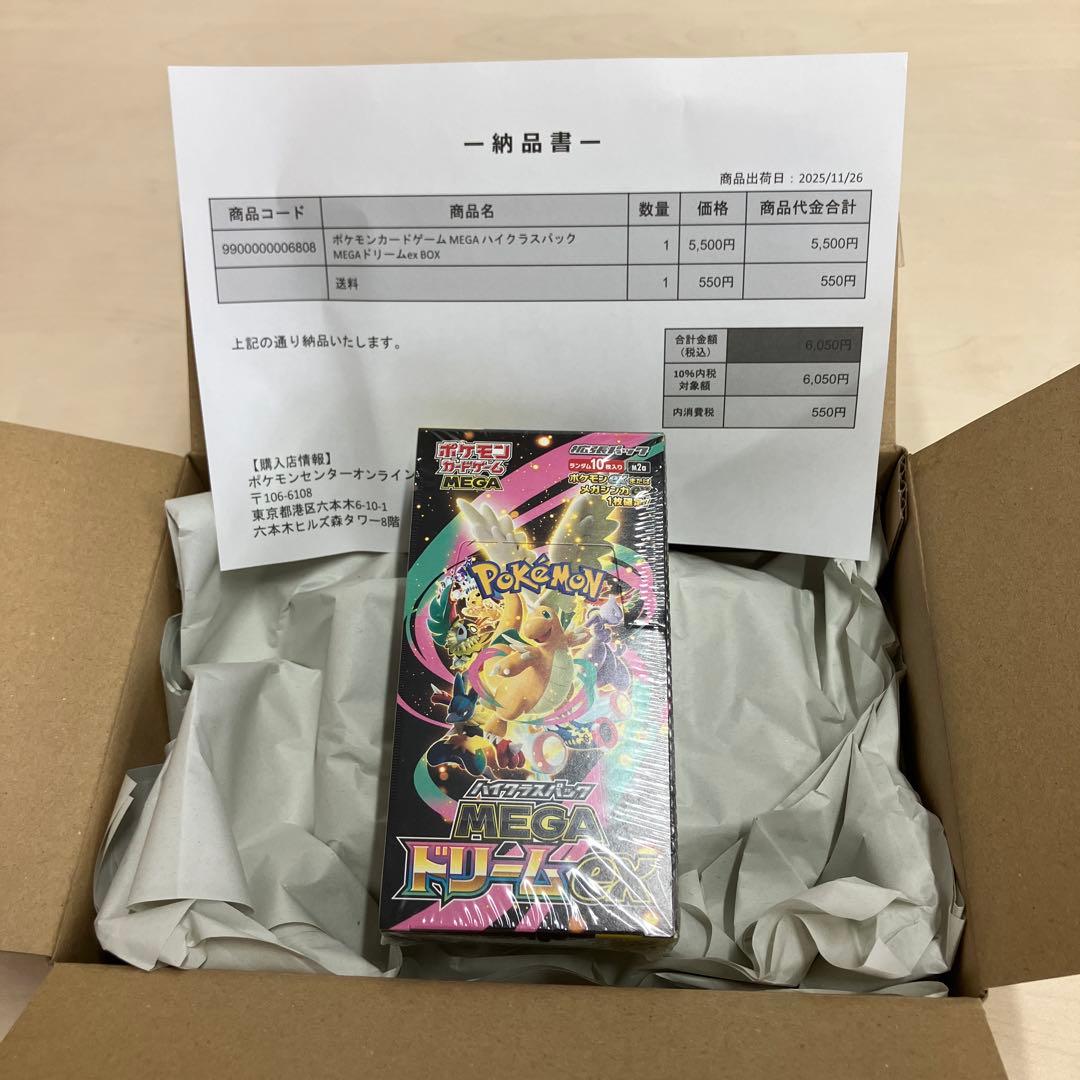 ー納品書ー
商品出荷日：2025/11/26
商品コード 商品名 数量 価格 商品代金合計
9900000006808 ポケモンカードゲーム MEGA ハイクラスパック
MEGAドリームex BOX
1 5,500円 5,500円
送料 1 550円 550円
上記の通り納品いたします。
合計金額
（税込）
6,050円
10%内税
対象額
6,050円
内消費税 550円
【購入店情報】
ポケモンセンターオンライン
〒106-6108
東京都港区六本木6-10-1
六本木ヒルズ森タワー8階
ポケモン
カードゲーム
MEGA
拡張パック
ランダム10枚入り M2a
ポケモンexまたは
メガシンカex
1枚確定!!
POKéMON
ハイクラスパック
MEGA
ドリームex